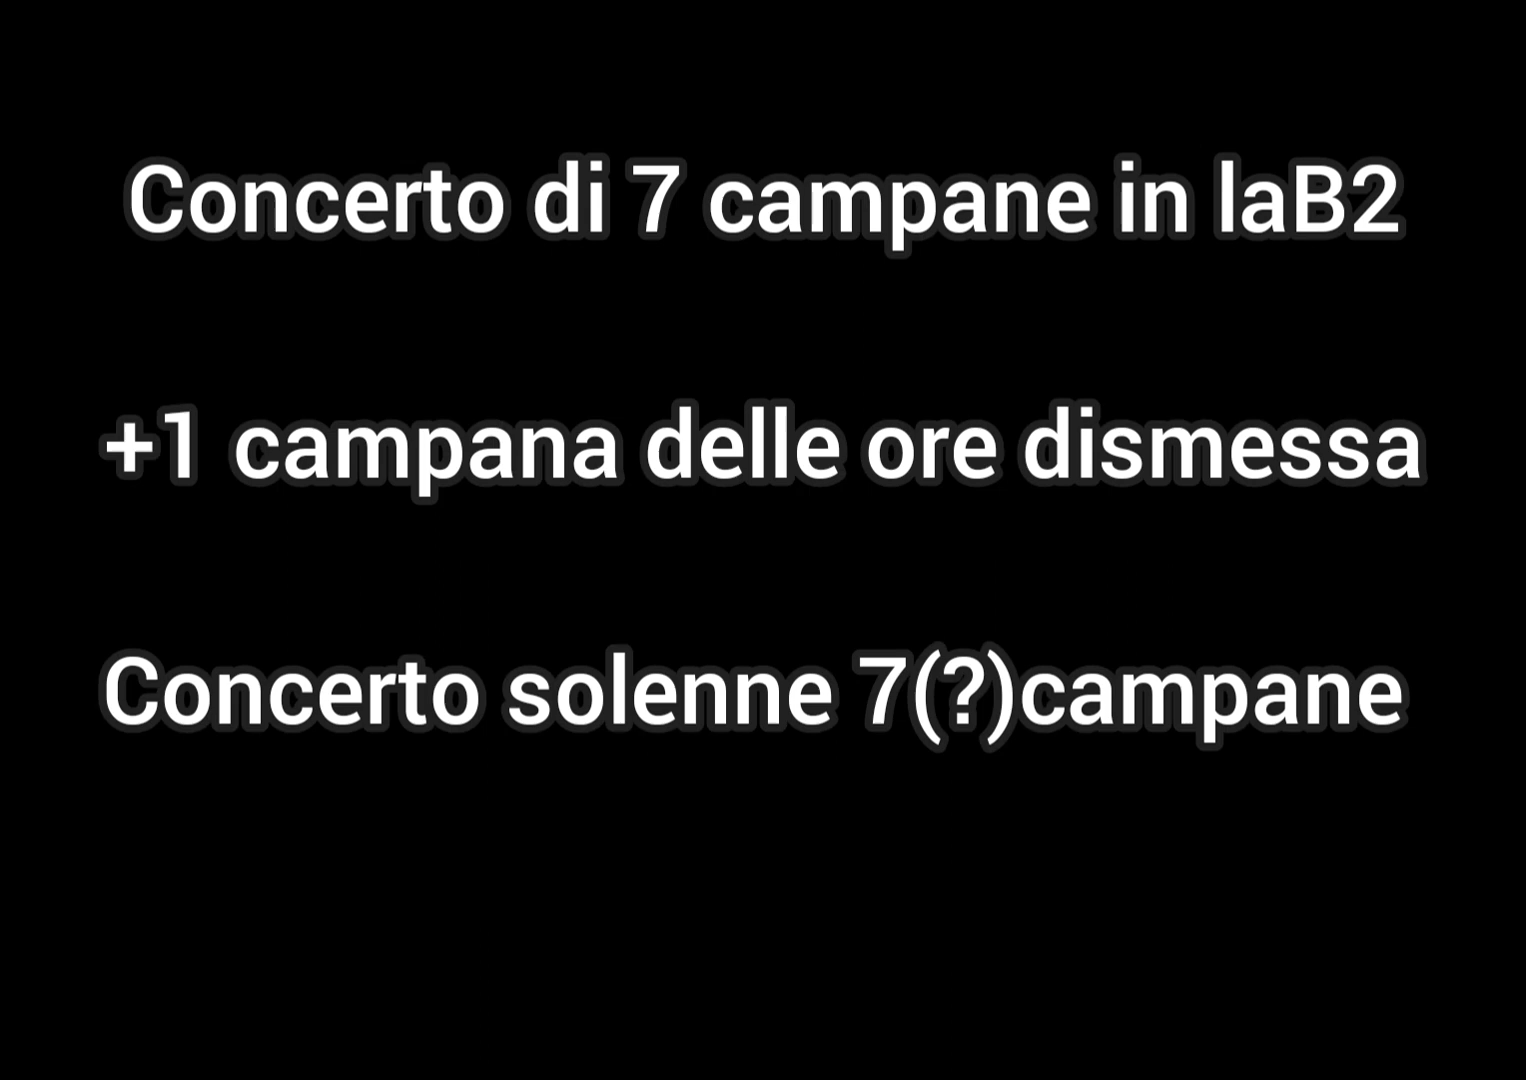 Concerto di 7 campane in laB2
+1 campana delle ore dismessa
Concerto solenne 7(?)campane